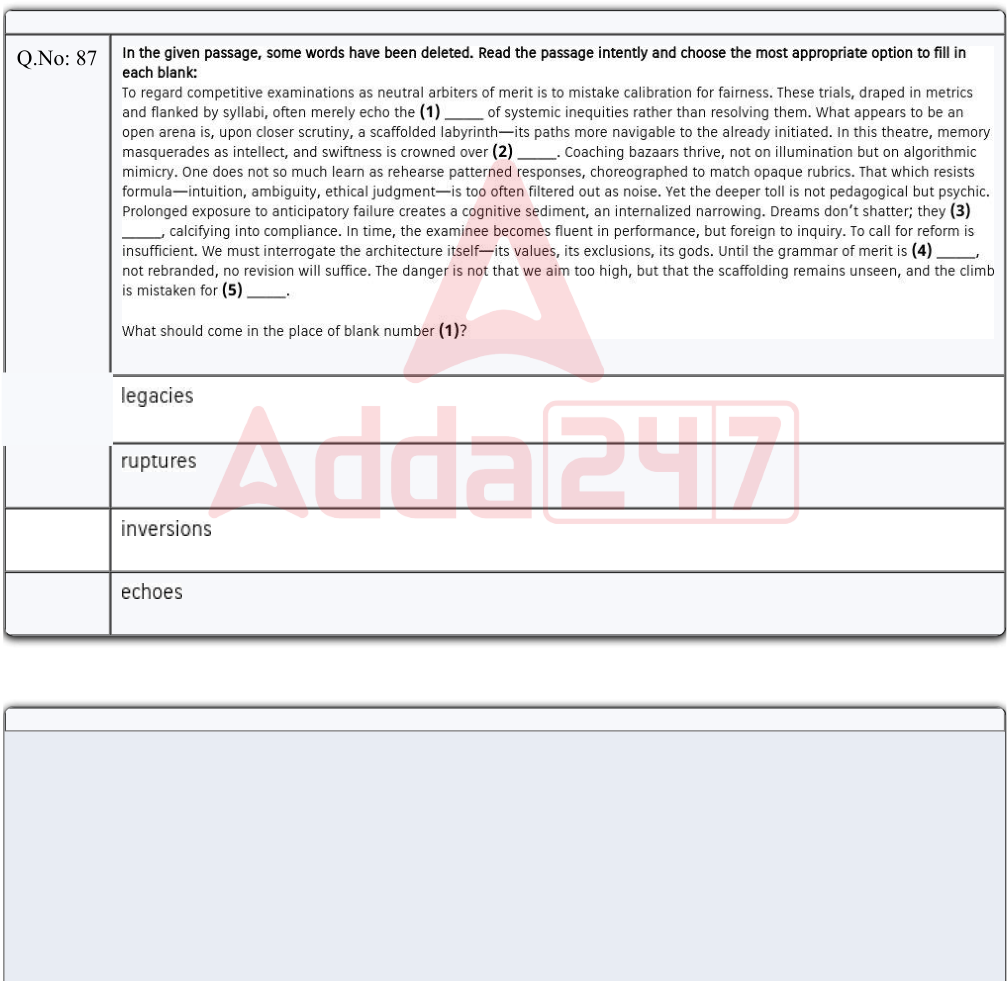 Q.No: 87
In the given passage, some words have been deleted. Read the passage intently and choose the most appropriate option to fill in
each blank:
To regard competitive examinations as neutral arbiters of merit is to mistake calibration for fairness. These trials, draped in metrics
and flanked by syllabi, often merely echo the (1) _____ of systemic inequities rather than resolving them. What appears to be an
open arena is, upon closer scrutiny, a scaffolded labyrinth—its paths more navigable to the already initiated. In this theatre, memory
masquerades as intellect, and swiftness is crowned over (2) _____. Coaching bazaars thrive, not on illumination but on algorithmic
mimicry. One does not so much learn as rehearse patterned responses, choreographed to match opaque rubrics. That which resists
formula—intuition, ambiguity, ethical judgment—is too often filtered out as noise. Yet the deeper toll is not pedagogical but psychic.
Prolonged exposure to anticipatory failure creates a cognitive sediment, an internalized narrowing. Dreams don't shatter; they (3)
_____, calcifying into compliance. In time, the examinee becomes fluent in performance, but foreign to inquiry. To call for reform is
insufficient. We must interrogate the architecture itself—its values, its exclusions, its gods. Until the grammar of merit is (4) _____,
not rebranded, no revision will suffice. The danger is not that we aim too high, but that the scaffolding remains unseen, and the climb
is mistaken for (5) _____.
What should come in the place of blank number (1)?
legacies
ruptures
inversions
echoes
Adda247